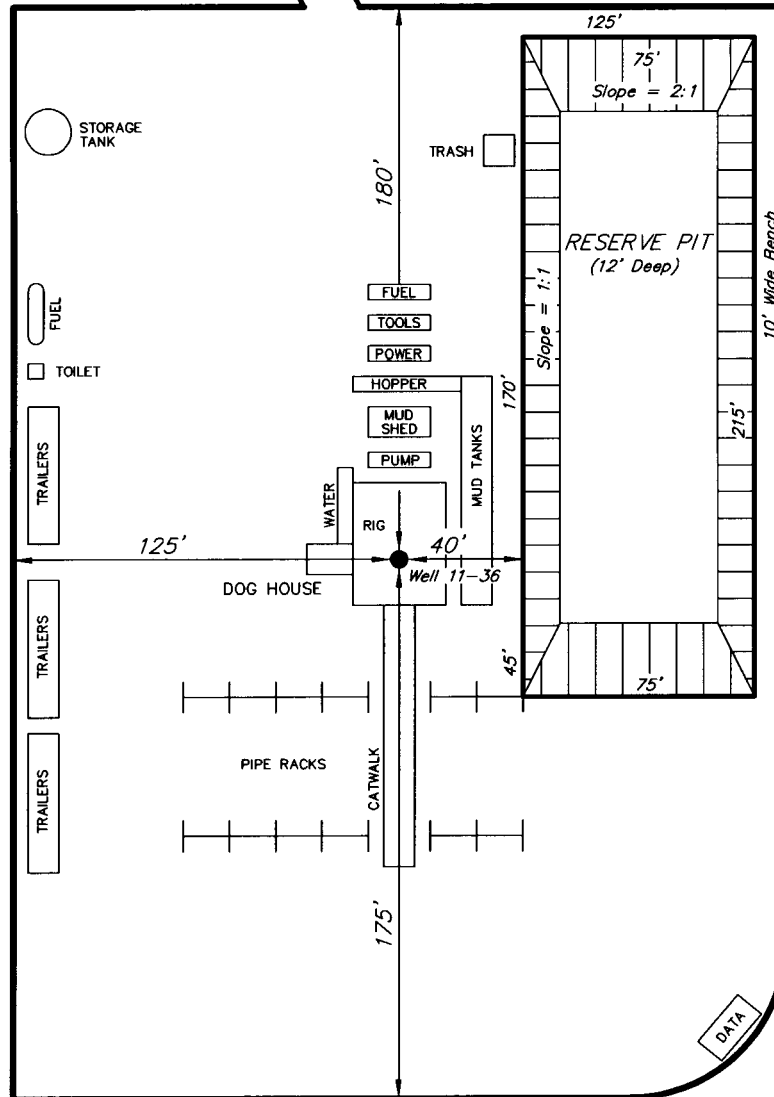 125'
75'
Slope = 2:1
STORAGE
TANK
TRASH
180'
RESERVE PIT
(12' Deep)
10' Wide Bench
FUEL
FUEL
TOOLS
Slope = 1:1
POWER
TOILET
HOPPER
170'
MUD
SHED
215'
TRAILERS
PUMP
MUD TANKS
WATER
RIG
125'
40'
Well 11-36
DOG HOUSE
TRAILERS
45'
75'
PIPE RACKS
CATWALK
TRAILERS
175'
DATA